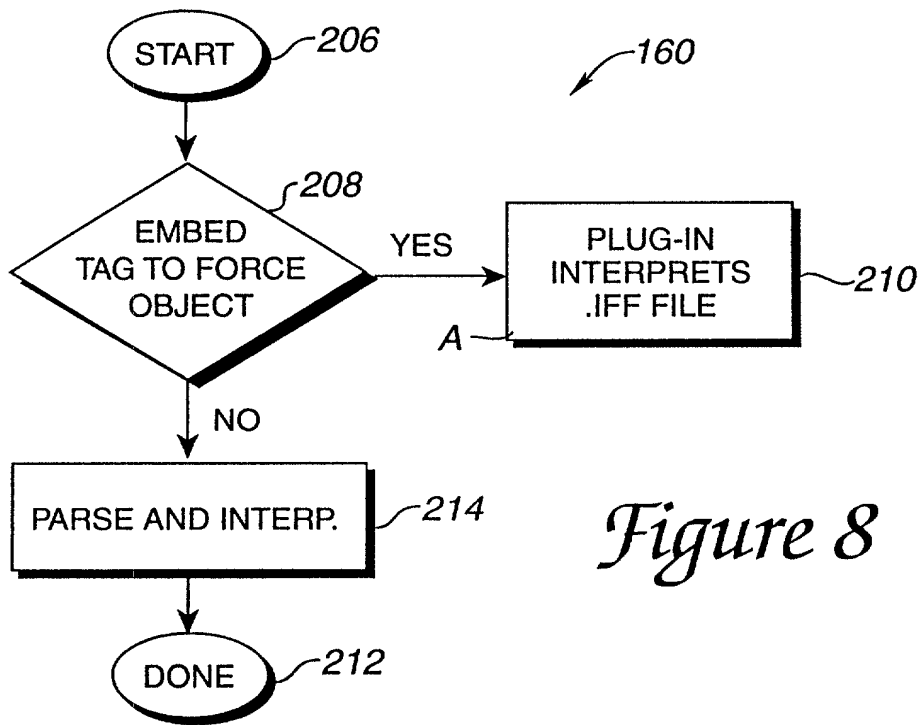 START
206
160
208
EMBED
TAG TO FORCE
OBJECT
YES
PLUG-IN
INTERPRETS
.IFF FILE
210
A
NO
PARSE AND INTERP.
214
Figure 8
DONE
212